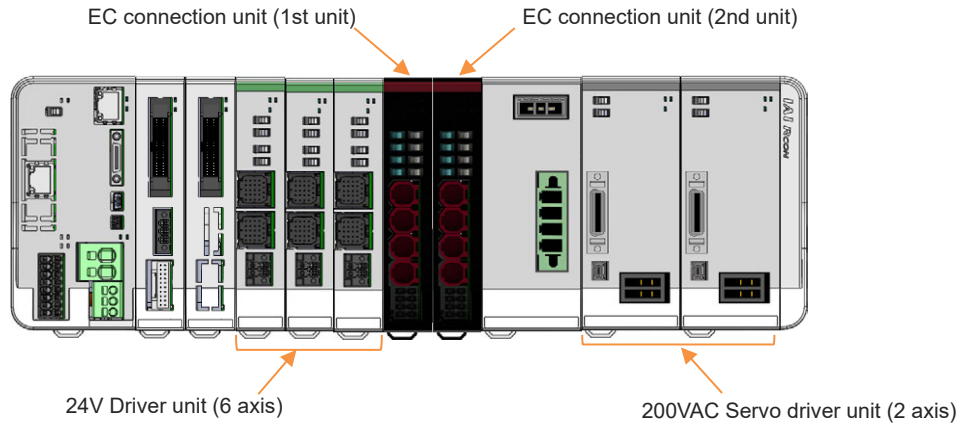 EC connection unit (1st unit)
EC connection unit (2nd unit)
IAI RCON
24V Driver unit (6 axis)
200VAC Servo driver unit (2 axis)